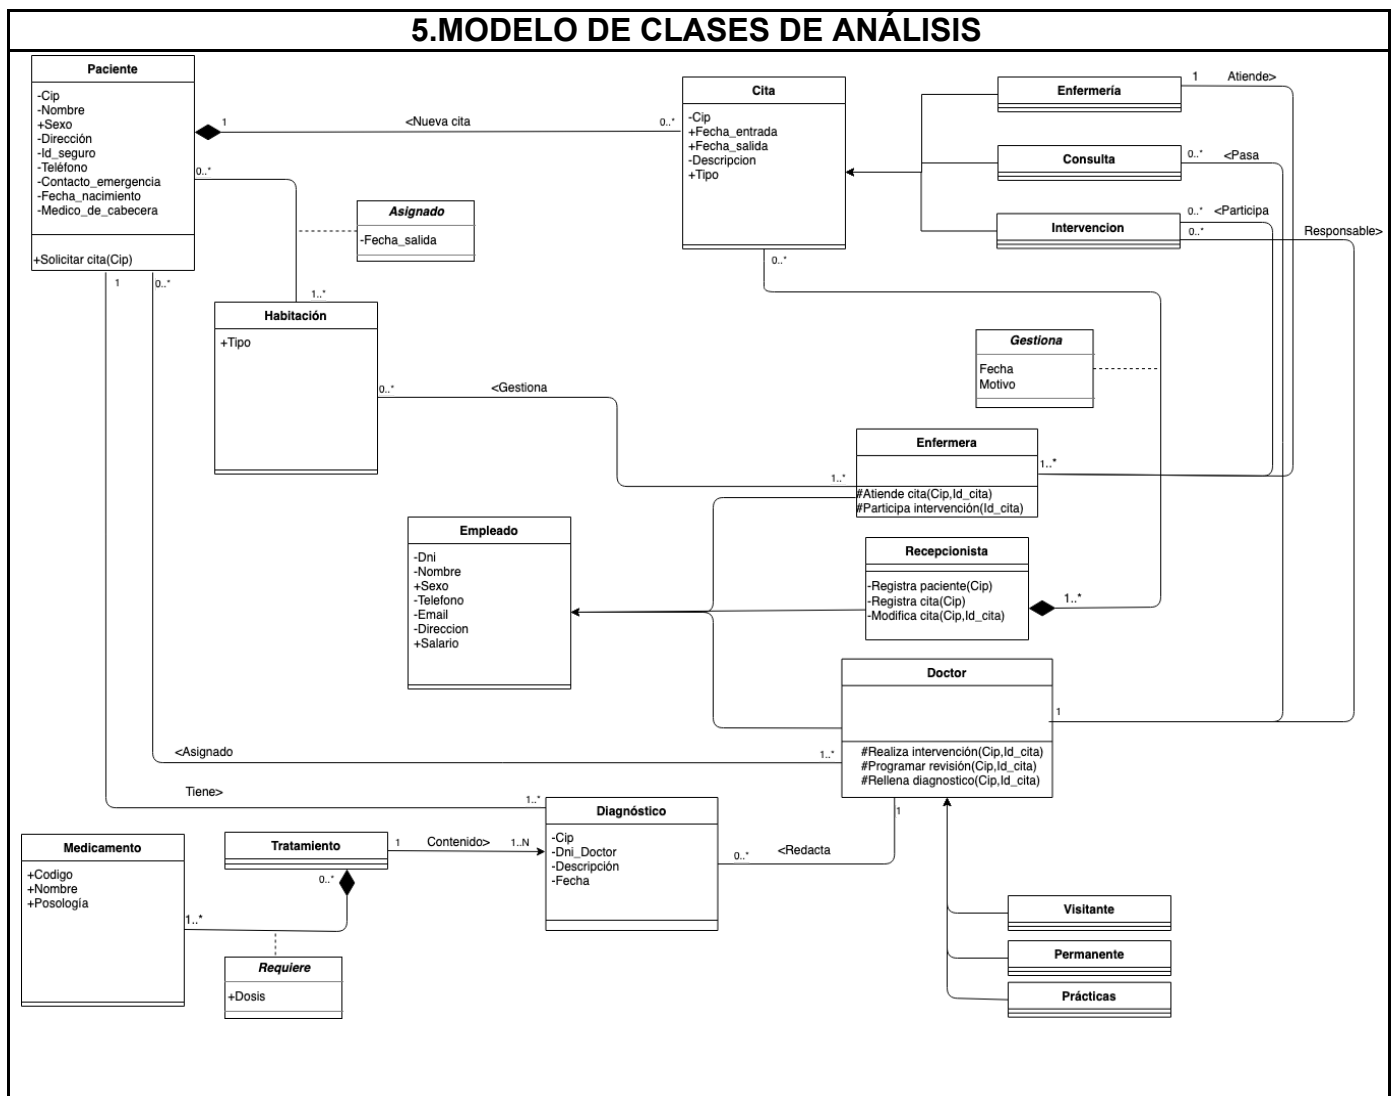 5.MODELO DE CLASES DE ANÁLISIS
Paciente
-Cip
-Nombre
+Sexo
-Dirección
-Id_seguro
-Teléfono
-Contacto_emergencia
-Fecha_nacimiento
-Medico_de_cabecera
+Solicitar cita(Cip)
1
<Nueva cita
0..*
Cita
-Cip
+Fecha_entrada
+Fecha_salida
-Descripcion
+Tipo
Enfermería
1
Atiende>
Consulta
0..*
<Pasa
Intervencion
0..*
<Participa
0..*
Responsable>
0..*
Asignado
-Fecha_salida
1..*
1
0..*
0..*
Habitación
+Tipo
0..*
<Gestiona
1..*
Gestiona
Fecha
Motivo
Enfermera
1..*
#Atiende cita(Cip,Id_cita)
#Participa intervención(Id_cita)
Empleado
-Dni
-Nombre
+Sexo
-Telefono
-Email
-Direccion
+Salario
Recepcionista
-Registra paciente(Cip)
-Registra cita(Cip)
-Modifica cita(Cip,Id_cita)
1..*
Doctor
1
#Realiza intervención(Cip,Id_cita)
#Programar revisión(Cip,Id_cita)
#Rellena diagnostico(Cip,Id_cita)
<Asignado
1..*
Tiene>
1..*
Diagnóstico
-Cip
-Dni_Doctor
-Descripción
-Fecha
1
0..*
<Redacta
Medicamento
+Codigo
+Nombre
+Posología
Tratamiento
1
Contenido>
1..N
0..*
1..*
Requiere
+Dosis
Visitante
Permanente
Prácticas